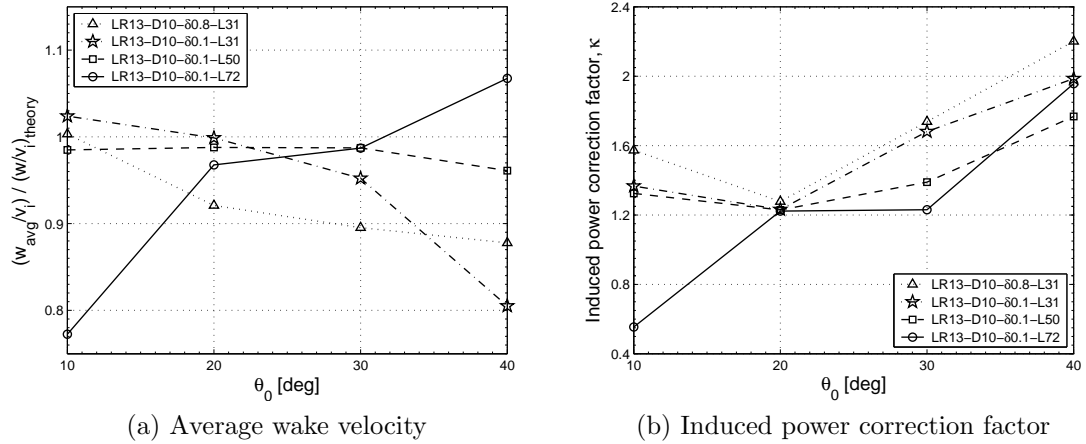 LR13−D10−δ0.8−L31
LR13−D10−δ0.1−L31
LR13−D10−δ0.1−L50
LR13−D10−δ0.1−L72
1.1
1
0.9
0.8
10
20
30
40
θ0 [deg]
(wavg/vi) / (w/vi)theory
(a) Average wake velocity
2.4
2
1.6
1.2
0.8
0.4
10
20
30
40
θ0 [deg]
Induced power correction factor, κ
LR13−D10−δ0.8−L31
LR13−D10−δ0.1−L31
LR13−D10−δ0.1−L50
LR13−D10−δ0.1−L72
(b) Induced power correction factor